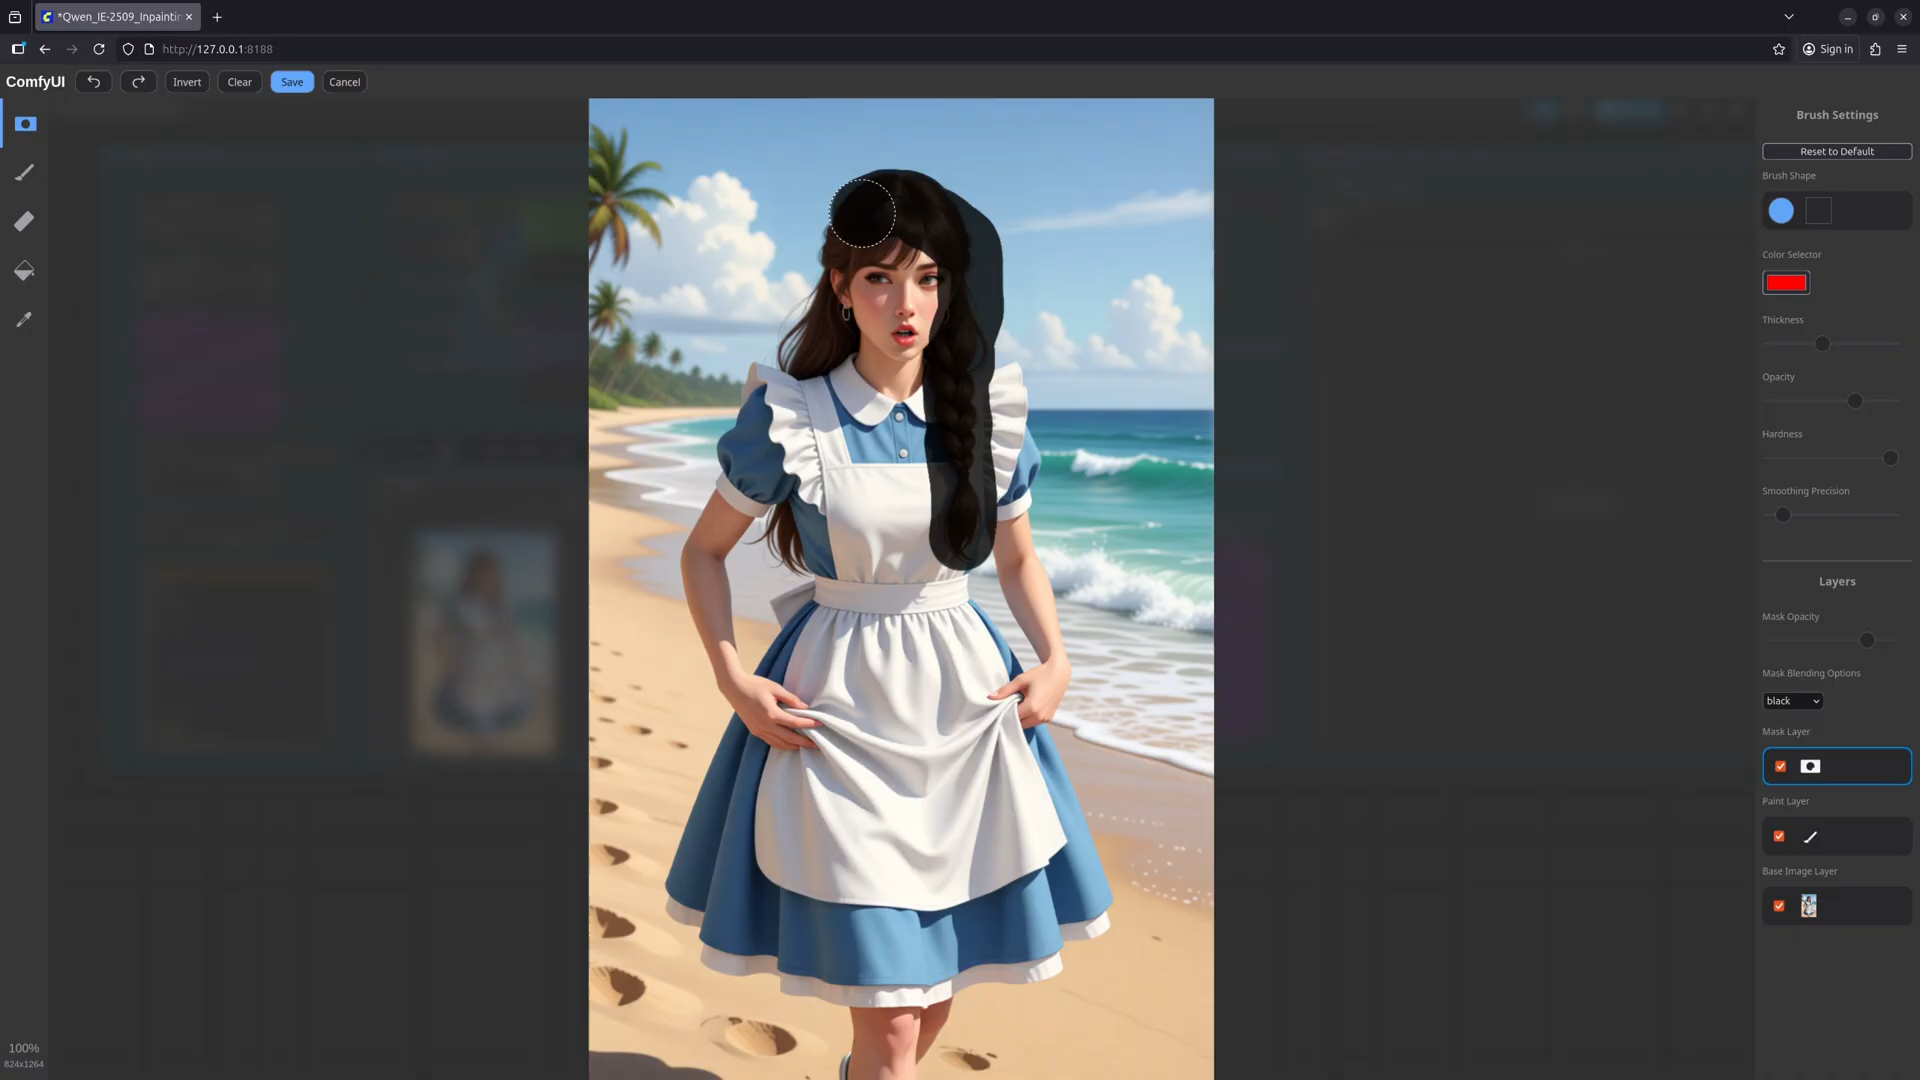 *Qwen_IE-2509_Inpaintin
http://127.0.0.1:8188
Sign in
ComfyUI
Invert
Clear
Save
Cancel
Brush Settings
Reset to Default
Brush Shape
Color Selector
Thickness
Opacity
Hardness
Smoothing Precision
Layers
Mask Opacity
Mask Blending Options
black
Mask Layer
Paint Layer
Base Image Layer
100%
824x1264